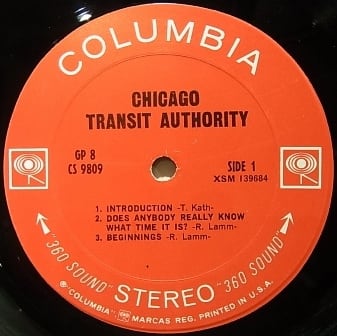 COLUMBIA
CHICAGO
TRANSIT AUTHORITY
GP 8
CS 9809
SIDE 1
XSM 139684
1. INTRODUCTION -T. Kath-
2. DOES ANYBODY REALLY KNOW
WHAT TIME IT IS? -R. Lamm-
3. BEGINNINGS -R. Lamm-
"360 SOUND" STEREO "360 SOUND"
℗ "COLUMBIA", MARCAS REG. PRINTED IN U.S.A.